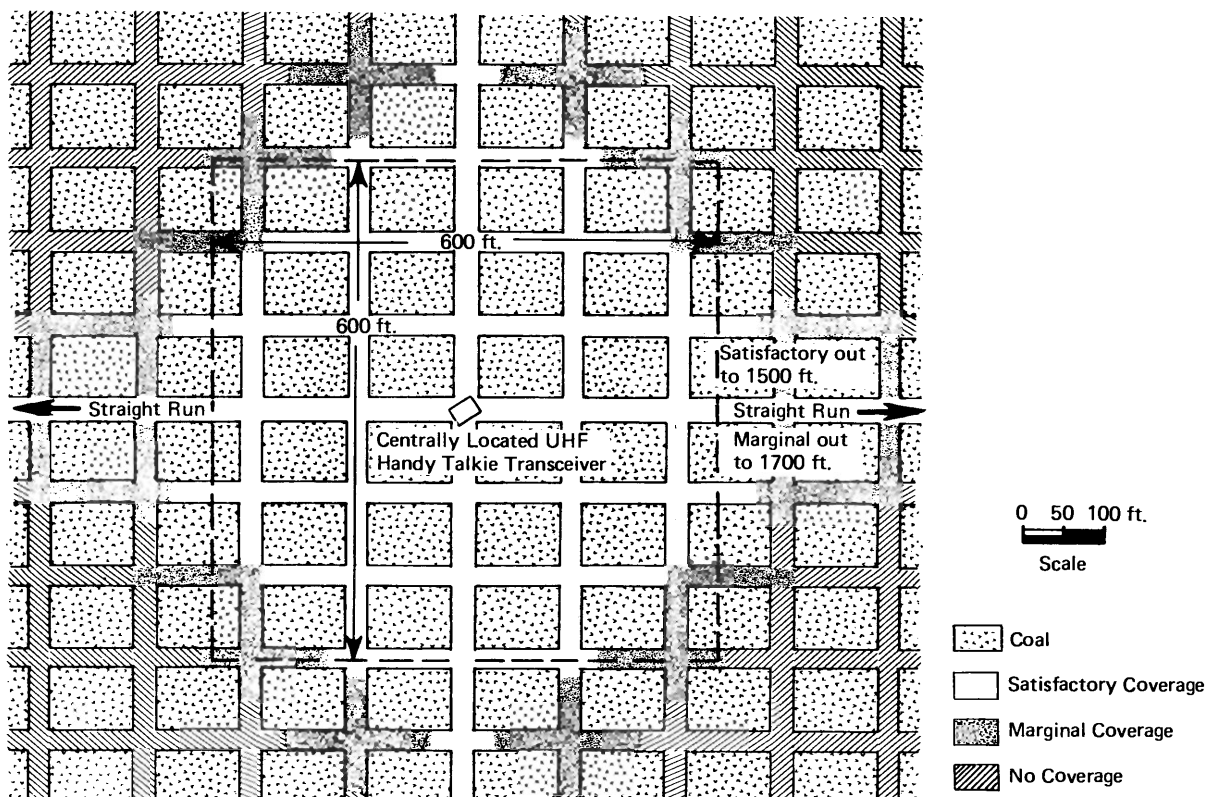 600 ft.
600 ft.
Satisfactory out
to 1500 ft.
Straight Run
Straight Run
Centrally Located UHF
Handy Talkie Transceiver
Marginal out
to 1700 ft.
0 50 100 ft.
Scale
Coal
Satisfactory Coverage
Marginal Coverage
No Coverage